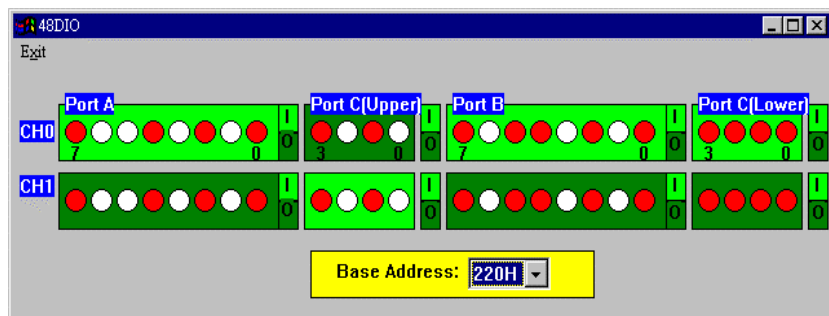 48DIO
Exit
Port A Port C(Upper) Port B Port C(Lower)
CH0 I I I I
O O O O
7 0 3 0 7 0 3 0
CH1 I I I I
O O O O
Base Address: 220H